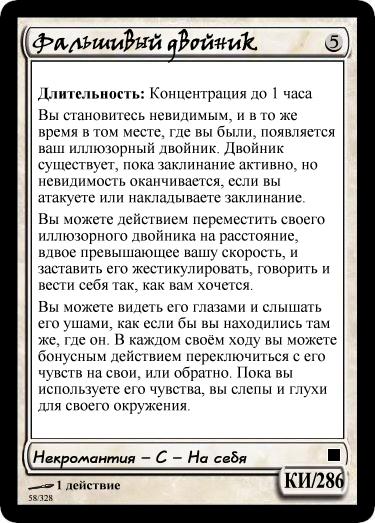 Фальшивый двойник 5
Длительность: Концентрация до 1 часа
Вы становитесь невидимым, и в то же
время в том месте, где вы были, появляется
ваш иллюзорный двойник. Двойник
существует, пока заклинание активно, но
невидимость оканчивается, если вы
атакуете или накладываете заклинание.
Вы можете действием переместить своего
иллюзорного двойника на расстояние,
вдвое превышающее вашу скорость, и
заставить его жестикулировать, говорить и
вести себя так, как вам хочется.
Вы можете видеть его глазами и слышать
его ушами, как если бы вы находились там
же, где он. В каждом своём ходу вы можете
бонусным действием переключиться с его
чувств на свои, или обратно. Пока вы
используете его чувства, вы слепы и глухи
для своего окружения.
Некромантия – С – На себя
КИ/286
1 действие
58/328